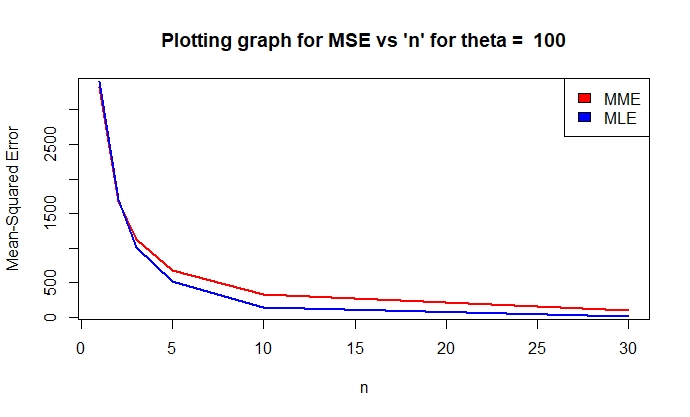 Plotting graph for MSE vs 'n' for theta =  100
MME
MLE
Mean-Squared Error
2500
1500
500
0
0 5 10 15 20 25 30
n